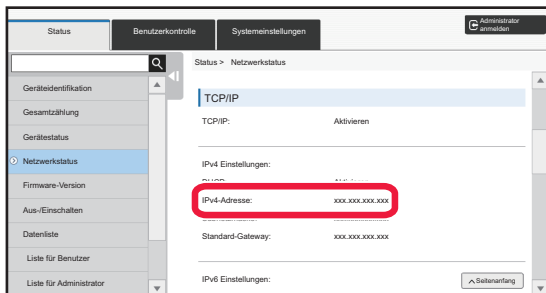 Status
Benutzerkontrolle
Systemeinstellungen
Administrator
anmelden
Status > Netzwerkstatus
Geräteidentifikation
Gesamtzählung
Gerätestatus
Netzwerkstatus
Firmware-Version
Aus-/Einschalten
Datenliste
Liste für Benutzer
Liste für Administrator
TCP/IP
TCP/IP: Aktivieren
IPv4 Einstellungen:
IPv4-Adresse: xxx.xxx.xxx.xxx
Standard-Gateway: xxx.xxx.xxx.xxx
IPv6 Einstellungen:
Seitenanfang